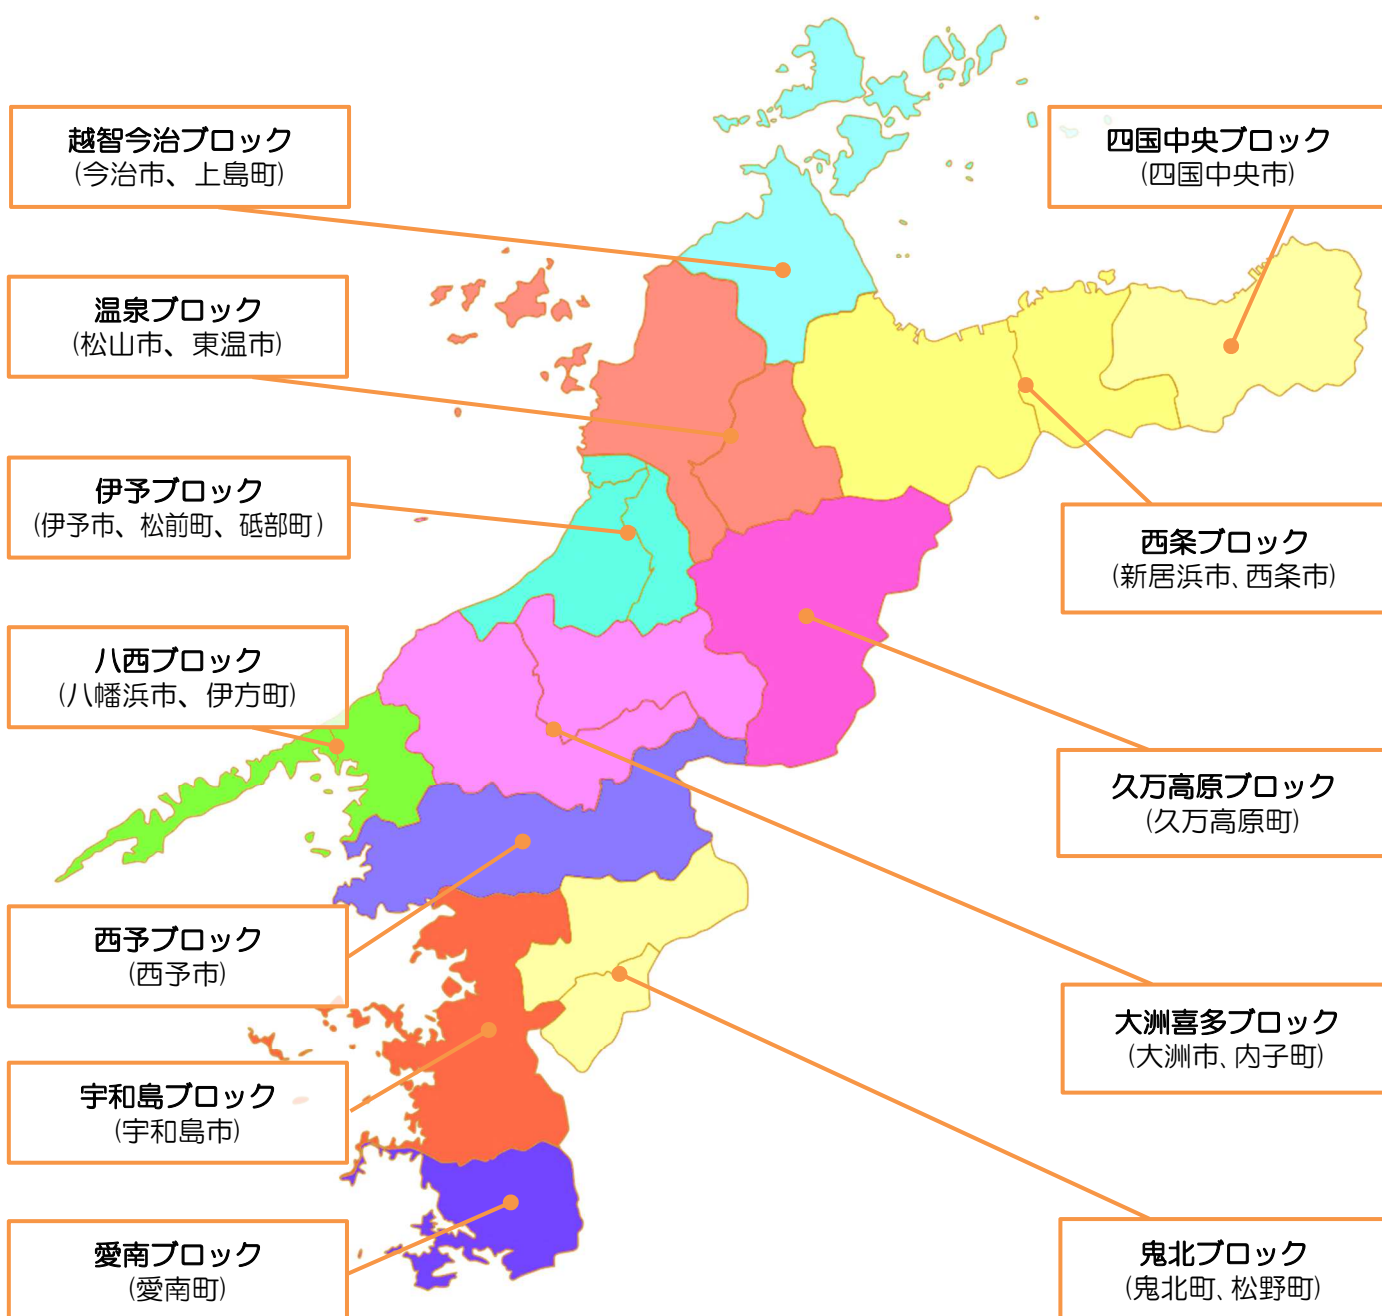 越智今治ブロック
(今治市、上島町)
四国中央ブロック
(四国中央市)
温泉ブロック
(松山市、東温市)
伊予ブロック
(伊予市、松前町、砥部町)
西条ブロック
(新居浜市、西条市)
八西ブロック
(八幡浜市、伊方町)
久万高原ブロック
(久万高原町)
西予ブロック
(西予市)
大洲喜多ブロック
(大洲市、内子町)
宇和島ブロック
(宇和島市)
愛南ブロック
(愛南町)
鬼北ブロック
(鬼北町、松野町)